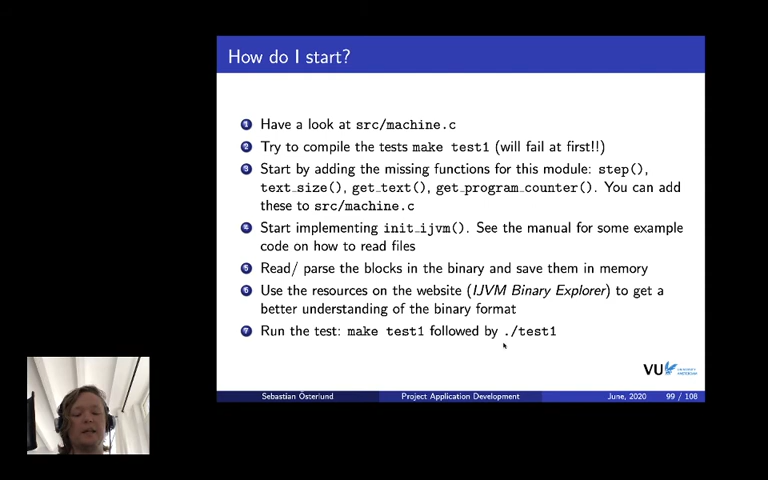 How do I start?
1 Have a look at src/machine.c
2 Try to compile the tests make test1 (will fail at first!!)
3 Start by adding the missing functions for this module: step(),
text_size(), get_text(), get_program_counter(). You can add
these to src/machine.c
4 Start implementing init_ijvm(). See the manual for some example
code on how to read files
5 Read/ parse the blocks in the binary and save them in memory
6 Use the resources on the website (IJVM Binary Explorer) to get a
better understanding of the binary format
7 Run the test: make test1 followed by ./test1
VU
Sebastian Österlund Project Application Development June, 2020 99 / 108